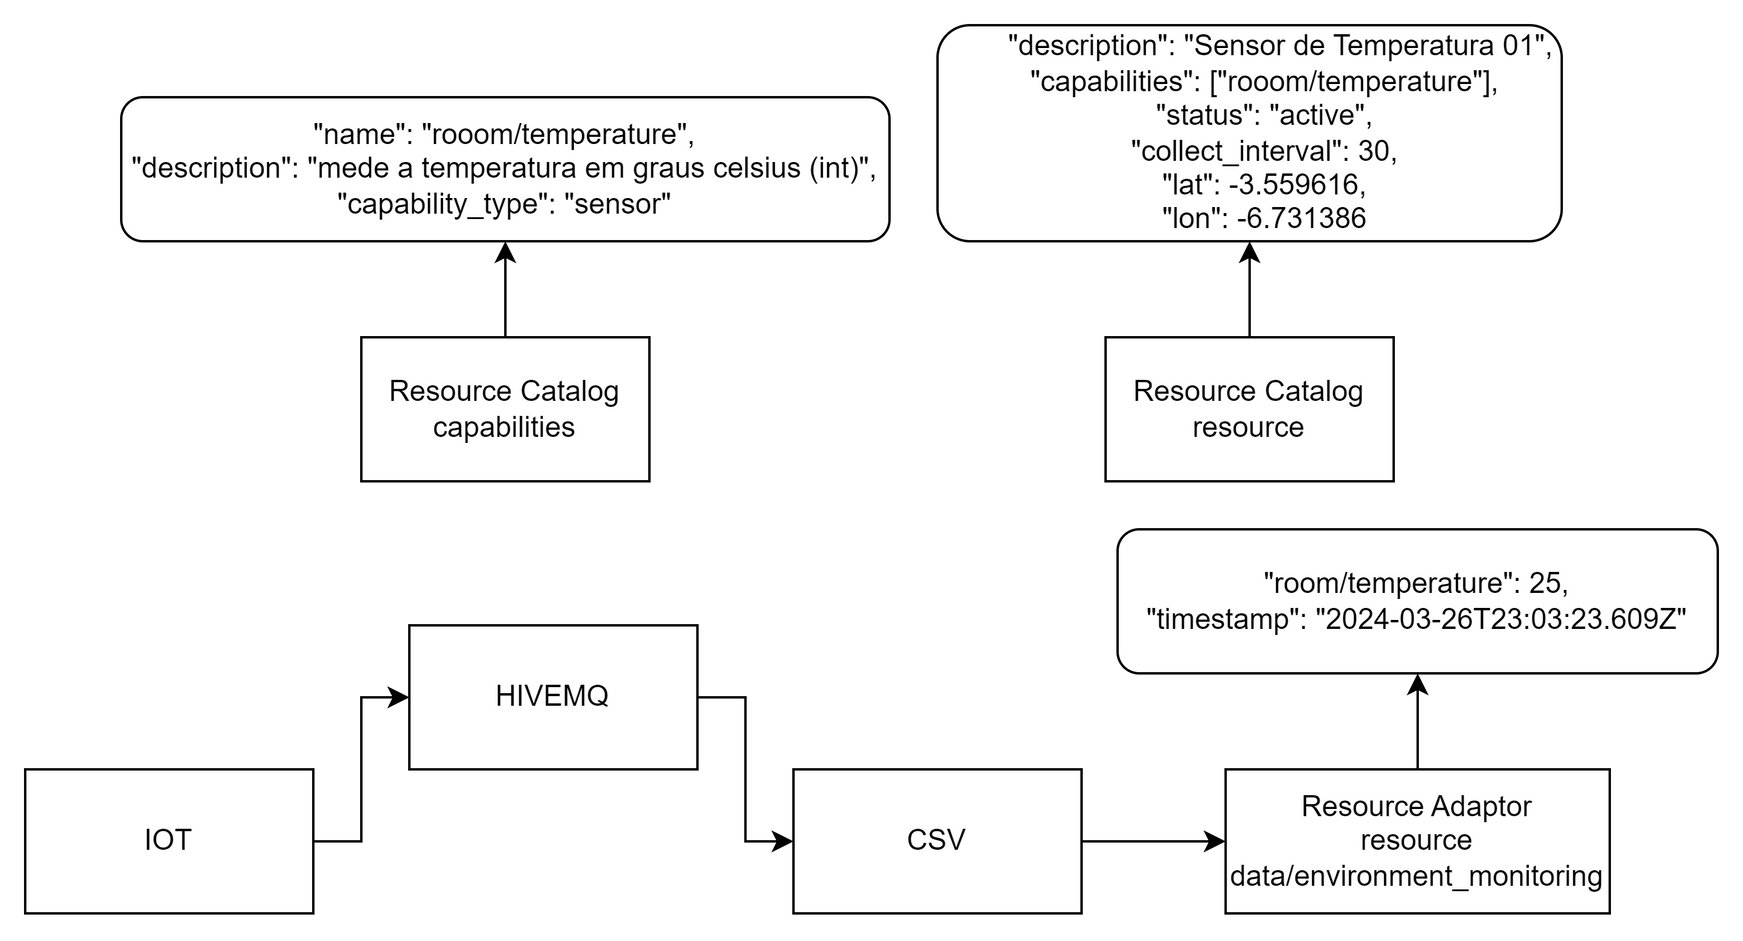 "name": "rooom/temperature",
"description": "mede a temperatura em graus celsius (int)",
"capability_type": "sensor"
"description": "Sensor de Temperatura 01",
"capabilities": ["rooom/temperature"],
"status": "active",
"collect_interval": 30,
"lat": -3.559616,
"lon": -6.731386
Resource Catalog
capabilities
Resource Catalog
resource
"room/temperature": 25,
"timestamp": "2024-03-26T23:03:23.609Z"
HIVEMQ
IOT
CSV
Resource Adaptor
resource
data/environment_monitoring